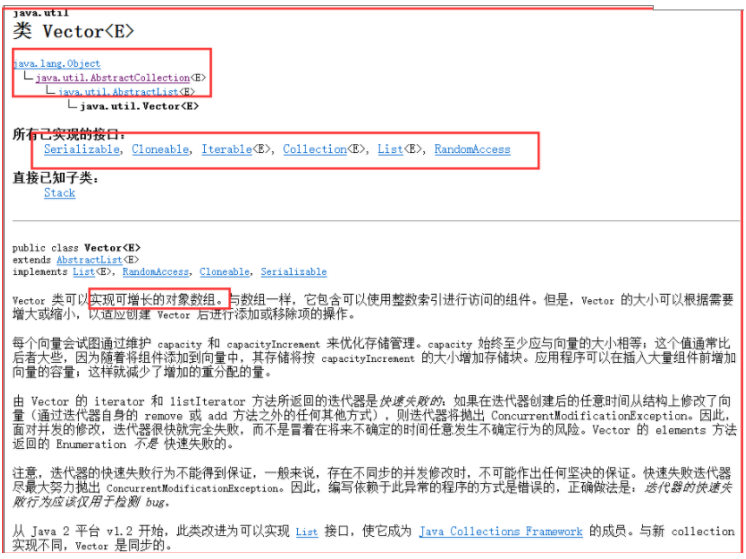 java.util
类 Vector<E>
java.lang.Object
java.util.AbstractCollection<E>
java.util.AbstractList<E>
java.util.Vector<E>
所有已实现的接口：
Serializable, Cloneable, Iterable<E>, Collection<E>, List<E>, RandomAccess
直接已知子类：
Stack
public class Vector<E>
extends AbstractList<E>
implements List<E>, RandomAccess, Cloneable, Serializable
Vector 类可以实现可增长的对象数组。与数组一样，它包含可以使用整数索引进行访问的组件。但是，Vector 的大小可以根据需要
增大或缩小，以适应创建 Vector 后进行添加或移除项的操作。
每个向量会试图通过维护 capacity 和 capacityIncrement 来优化存储管理。capacity 始终至少应与向量的大小相等；这个值通常比
后者大些，因为随着将组件添加到向量中，其存储将按 capacityIncrement 的大小增加存储块。应用程序可以在插入大量组件前增加
向量的容量；这样就减少了增加的重分配的量。
由 Vector 的 iterator 和 listIterator 方法所返回的迭代器是快速失败的：如果在迭代器创建后的任意时间从结构上修改了向
量（通过迭代器自身的 remove 或 add 方法之外的任何其他方式），则迭代器将抛出 ConcurrentModificationException。因此，
面对并发的修改，迭代器很快就完全失败，而不是冒着在将来不确定的时间任意发生不确定行为的风险。Vector 的 elements 方法
返回的 Enumeration 不是 快速失败的。
注意，迭代器的快速失败行为不能得到保证，一般来说，存在不同步的并发修改时，不可能作出任何坚决的保证。快速失败迭代器
尽最大努力抛出 ConcurrentModificationException。因此，编写依赖于此异常的程序的方式是错误的，正确做法是：迭代器的快速失
败行为应该仅用于检测 bug。
从 Java 2 平台 v1.2 开始，此类改进为可以实现 List 接口，使它成为 Java Collections Framework 的成员。与新 collection
实现不同，Vector 是同步的。